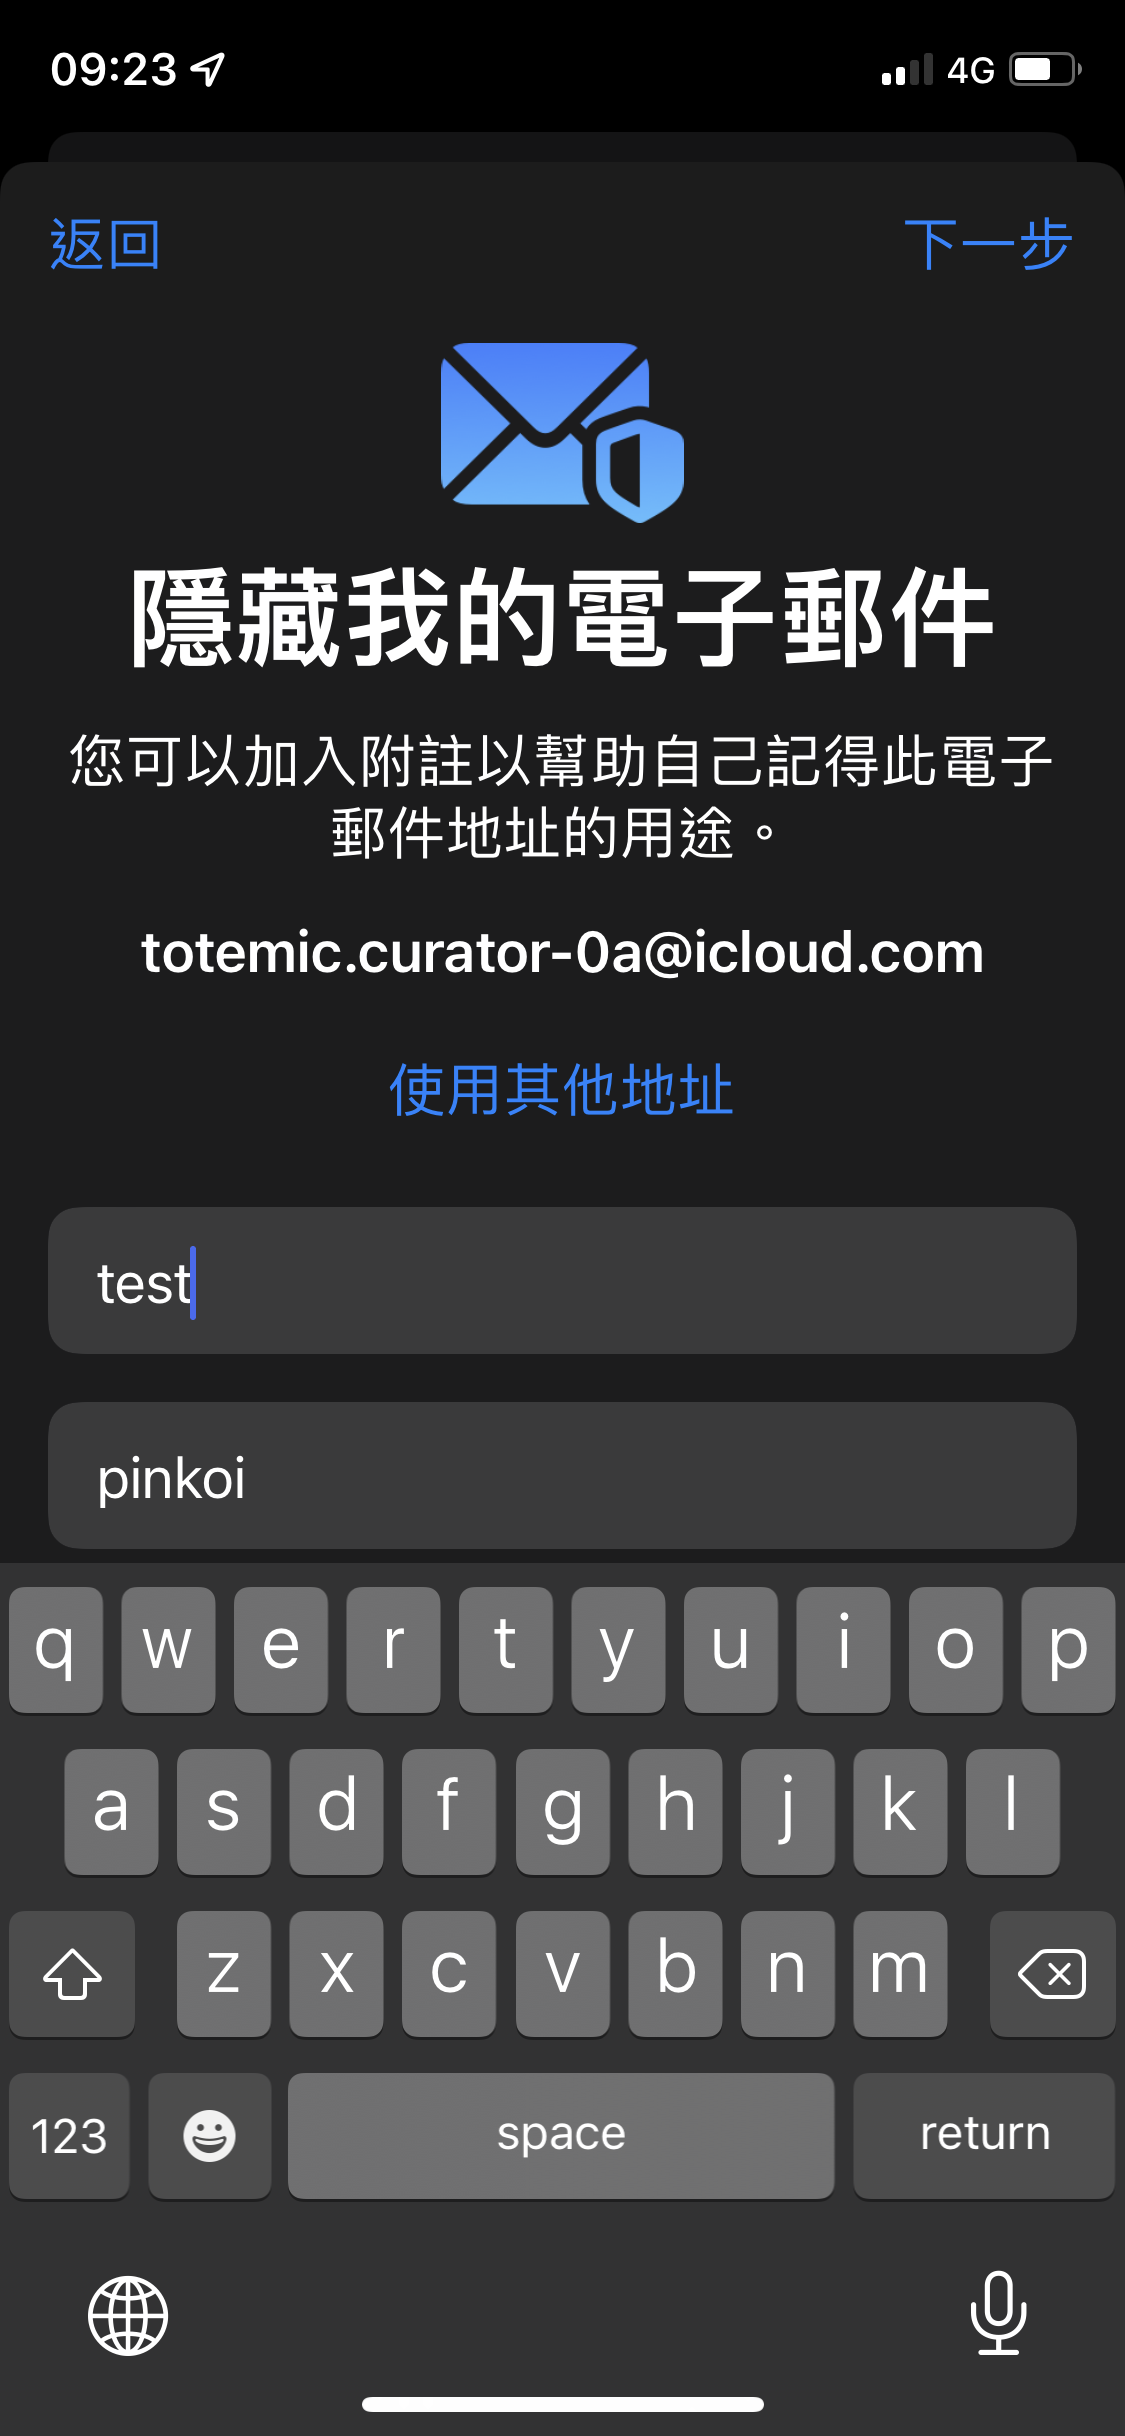 09:23
4G
返回
下一步
隱藏我的電子郵件
您可以加入附註以幫助自己記得此電子
郵件地址的用途。
totemic.curator-0a@icloud.com
使用其他地址
test
pinkoi
q w e r t y u i o p
a s d f g h j k l
z x c v b n m
123 space return